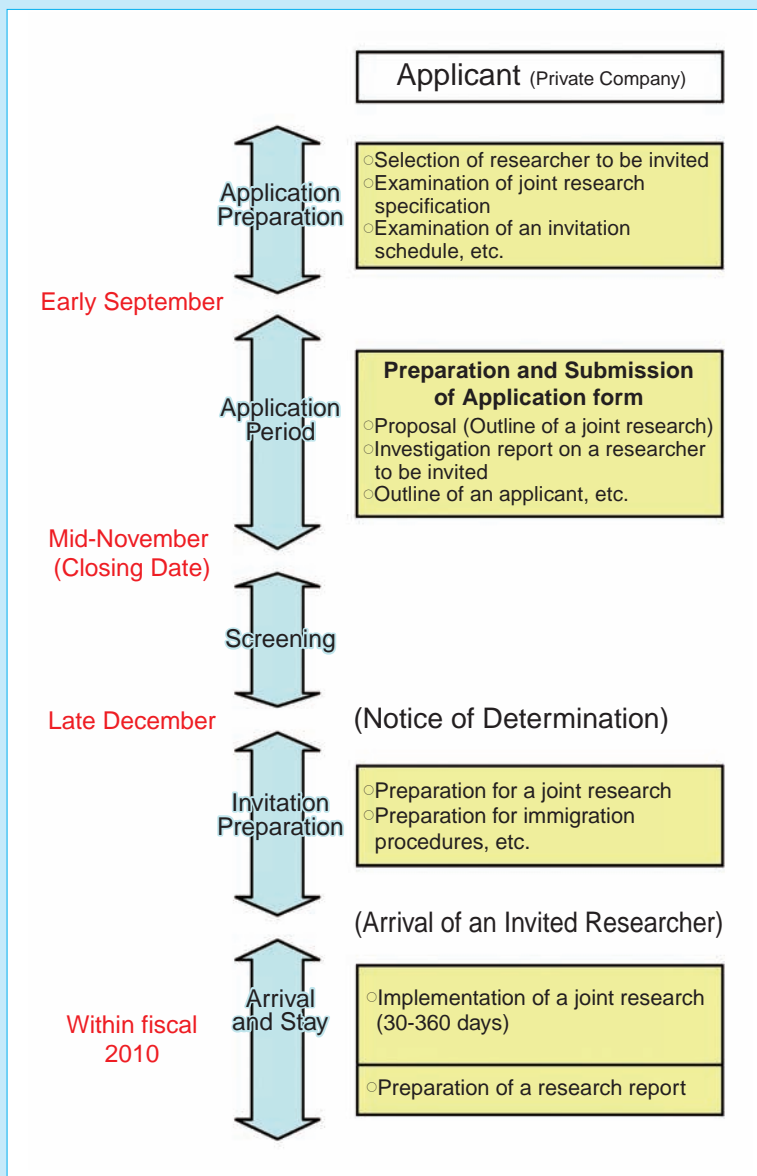 Applicant (Private Company)
Application
Preparation
○Selection of researcher to be invited
○Examination of joint research
specification
○Examination of an invitation
schedule, etc.
Early September
Application
Period
Preparation and Submission
of Application form
○Proposal (Outline of a joint research)
○Investigation report on a researcher
to be invited
○Outline of an applicant, etc.
Mid-November
(Closing Date)
Screening
Late December
(Notice of Determination)
Invitation
Preparation
○Preparation for a joint research
○Preparation for immigration
procedures, etc.
(Arrival of an Invited Researcher)
Arrival
and Stay
○Implementation of a joint research
(30-360 days)
Within fiscal
2010
○Preparation of a research report